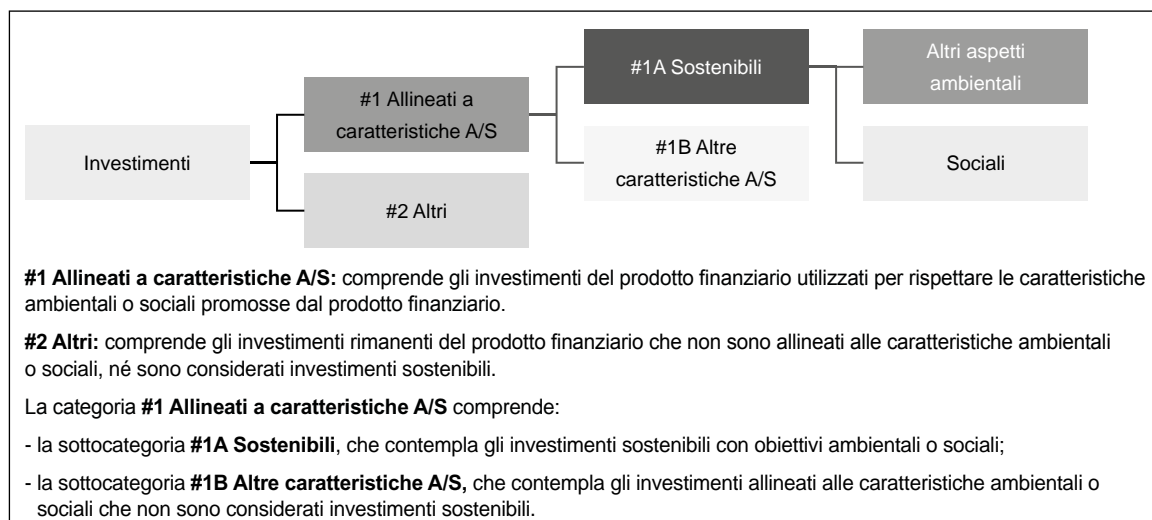 Investimenti
#1 Allineati a
caratteristiche A/S
#2 Altri
#1A Sostenibili
#1B Altre
caratteristiche A/S
Altri aspetti
ambientali
Sociali
#1 Allineati a caratteristiche A/S: comprende gli investimenti del prodotto finanziario utilizzati per rispettare le caratteristiche
ambientali o sociali promosse dal prodotto finanziario.
#2 Altri: comprende gli investimenti rimanenti del prodotto finanziario che non sono allineati alle caratteristiche ambientali
o sociali, né sono considerati investimenti sostenibili.
La categoria #1 Allineati a caratteristiche A/S comprende:
- la sottocategoria #1A Sostenibili, che contempla gli investimenti sostenibili con obiettivi ambientali o sociali;
- la sottocategoria #1B Altre caratteristiche A/S, che contempla gli investimenti allineati alle caratteristiche ambientali o
sociali che non sono considerati investimenti sostenibili.